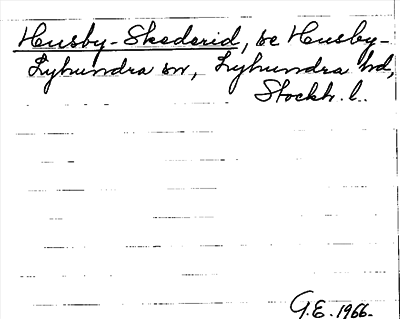 Husby-Skederid, se Husby-
Lyhundra sn, Lyhundra hd,
Stockh. l..
G.E. 1966.